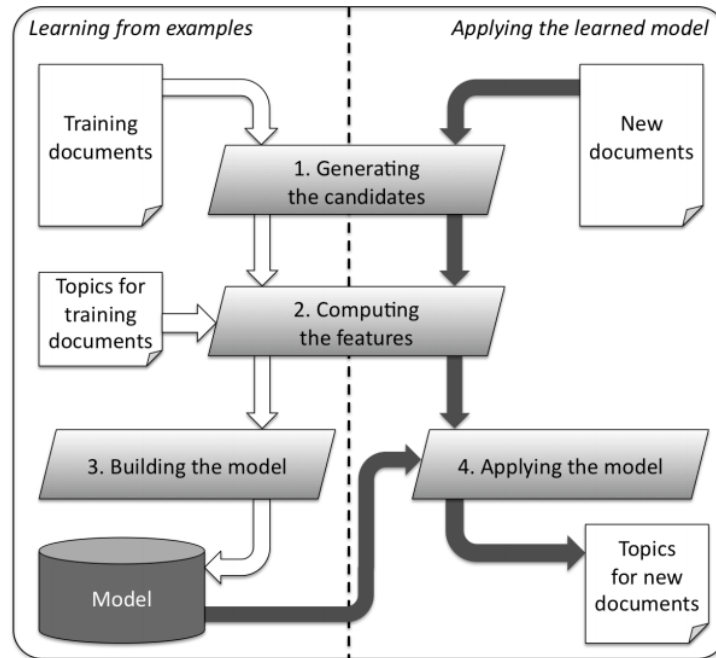 Learning from examples
Applying the learned model
Training
documents
New
documents
1. Generating
the candidates
Topics for
training
documents
2. Computing
the features
3. Building the model
4. Applying the model
Model
Topics
for new
documents